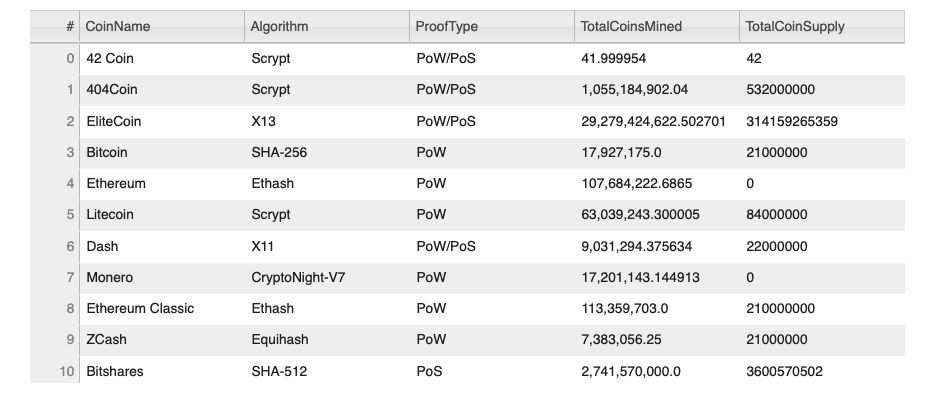 # CoinName Algorithm ProofType TotalCoinsMined TotalCoinSupply
0 42 Coin Scrypt PoW/PoS 41.999954 42
1 404Coin Scrypt PoW/PoS 1,055,184,902.04 532000000
2 EliteCoin X13 PoW/PoS 29,279,424,622.502701 314159265359
3 Bitcoin SHA-256 PoW 17,927,175.0 21000000
4 Ethereum Ethash PoW 107,684,222.6865 0
5 Litecoin Scrypt PoW 63,039,243.300005 84000000
6 Dash X11 PoW/PoS 9,031,294.375634 22000000
7 Monero CryptoNight-V7 PoW 17,201,143.144913 0
8 Ethereum Classic Ethash PoW 113,359,703.0 210000000
9 ZCash Equihash PoW 7,383,056.25 21000000
10 Bitshares SHA-512 PoS 2,741,570,000.0 3600570502